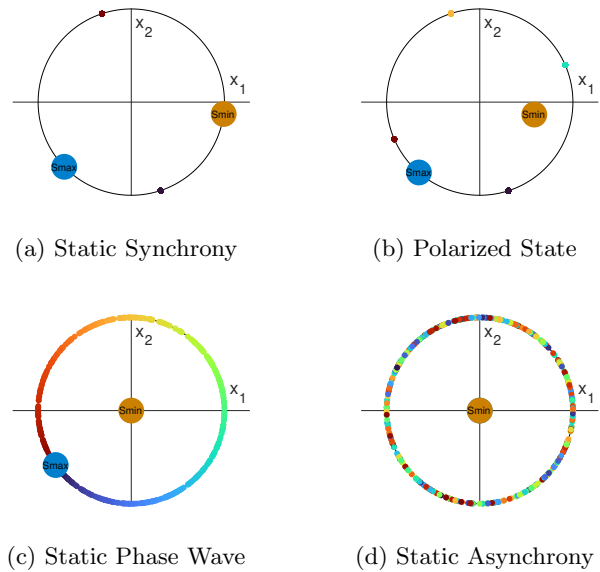 x2
x1
Smin
Smax
(a) Static Synchrony
x2
x1
Smin
Smax
(b) Polarized State
x2
x1
Smin
Smax
(c) Static Phase Wave
x2
x1
Smin
(d) Static Asynchrony